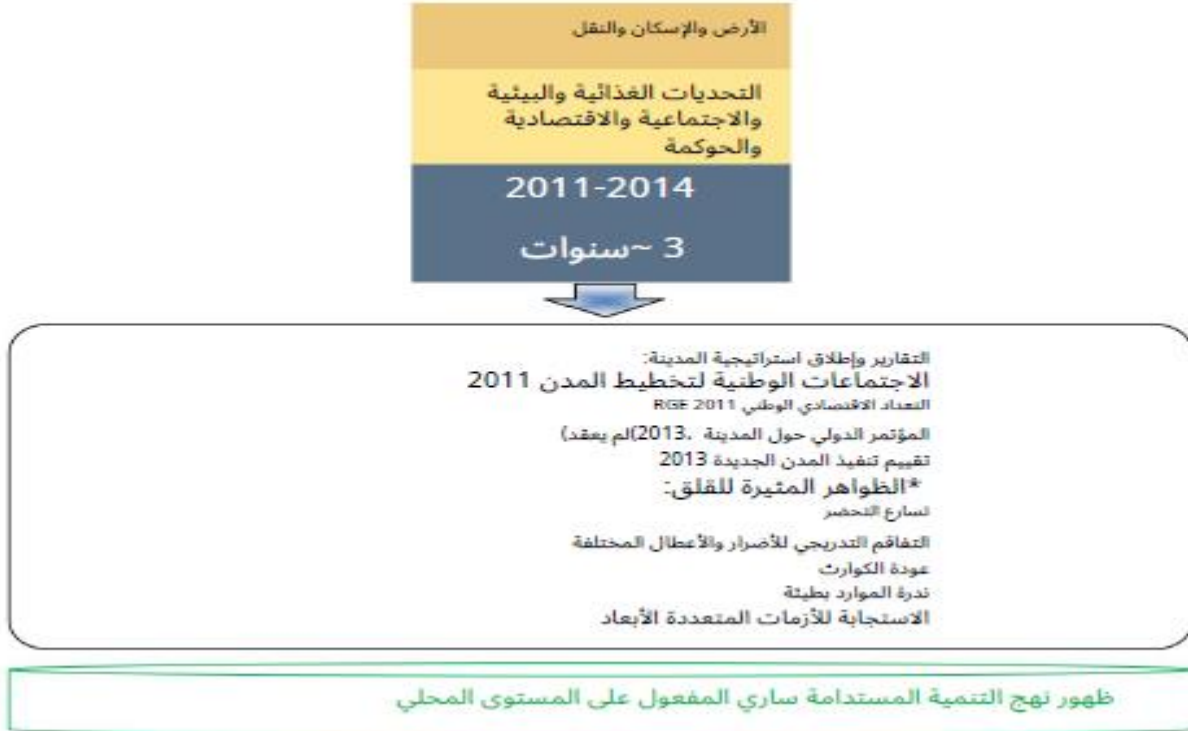 الأرض والإسكان والنقل
التحديات الغذائية والبيئية
والاجتماعية والاقتصادية
والحوكمة
2011-2014
3 ~سنوات
التقارير وإطلاق استراتيجية المدينة:
الاجتماعات الوطنية لتخطيط المدن 2011
التعداد الاقتصادي الوطني RGE 2011
المؤتمر الدولي حول المدينة ،2013)لم يعقد)
تقييم تنفيذ المدن الجديدة 2013
*الظواهر المثيرة للقلق:
تسارع التحضر
التفاقم التدريجي للأضرار والأعطال المختلفة
عودة الكوارث
ندرة الموارد بطيئة
الاستجابة للأزمات المتعددة الأبعاد
ظهور نهج التنمية المستدامة ساري المفعول على المستوى المحلي